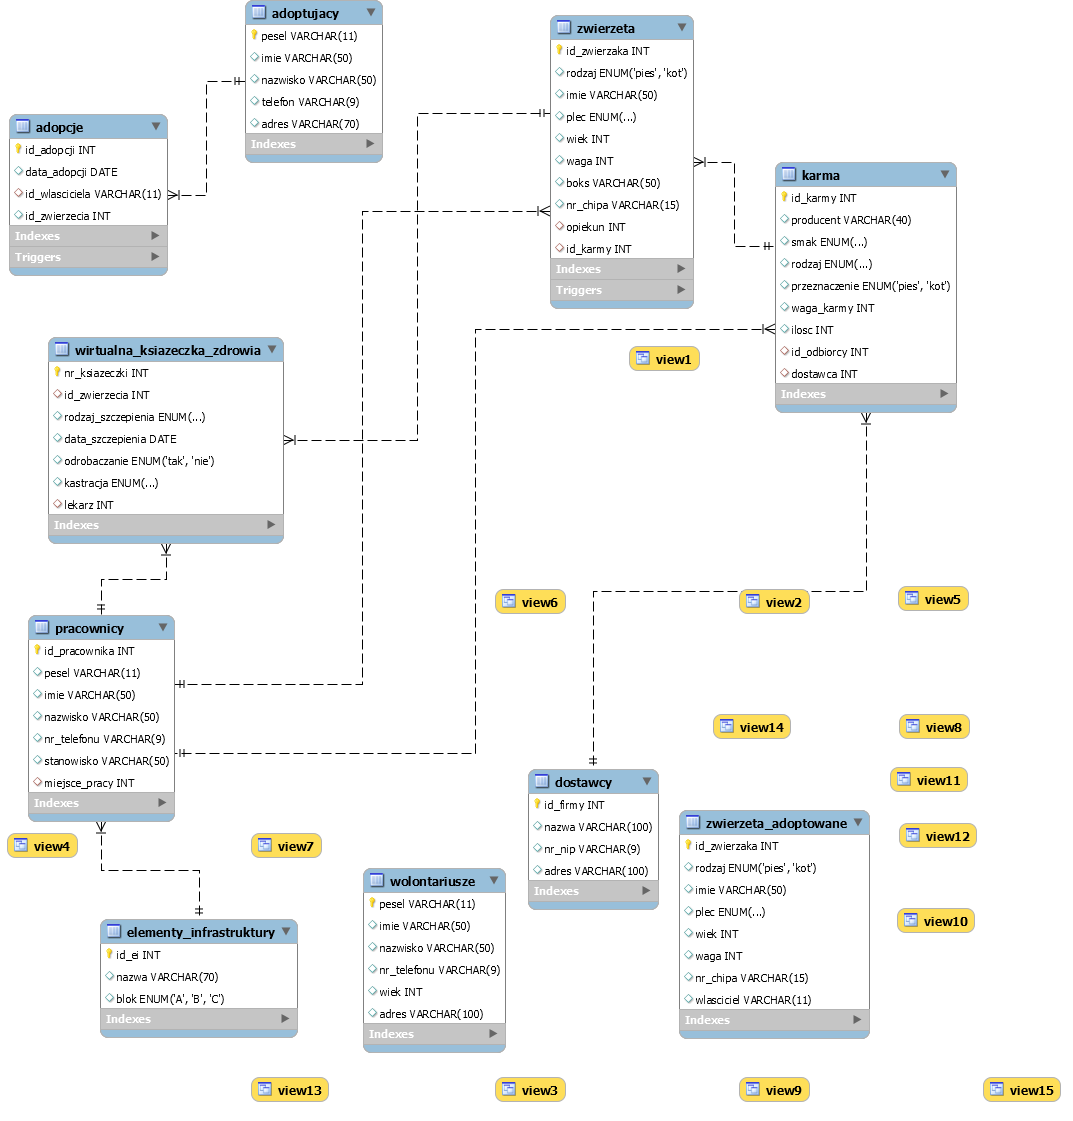 adoptujacy
pesel VARCHAR(11)
imie VARCHAR(50)
nazwisko VARCHAR(50)
telefon VARCHAR(9)
adres VARCHAR(70)
Indexes
zwierzeta
id_zwierzaka INT
rodzaj ENUM('pies', 'kot')
imie VARCHAR(50)
plec ENUM(...)
wiek INT
waga INT
boks VARCHAR(50)
nr_chipa VARCHAR(15)
opiekun INT
id_karmy INT
Indexes
Triggers
adopcje
id_adopcji INT
data_adopcji DATE
id_wlasciciela VARCHAR(11)
id_zwierzecia INT
Indexes
Triggers
karma
id_karmy INT
producent VARCHAR(40)
smak ENUM(...)
rodzaj ENUM(...)
przeznaczenie ENUM('pies', 'kot')
waga_karmy INT
ilosc INT
id_odbiorcy INT
dostawca INT
Indexes
wirtualna_ksiazeczka_zdrowia
nr_ksiazeczki INT
id_zwierzecia INT
rodzaj_szczepienia ENUM(...)
data_szczepienia DATE
odrobaczanie ENUM('tak', 'nie')
kastracja ENUM(...)
lekarz INT
Indexes
view1
view6
view2
view5
pracownicy
id_pracownika INT
pesel VARCHAR(11)
imie VARCHAR(50)
nazwisko VARCHAR(50)
nr_telefonu VARCHAR(9)
stanowisko VARCHAR(50)
miejsce_pracy INT
Indexes
view14
view8
view11
dostawcy
id_firmy INT
nazwa VARCHAR(100)
nr_nip VARCHAR(9)
adres VARCHAR(100)
Indexes
zwierzeta_adoptowane
id_zwierzaka INT
rodzaj ENUM('pies', 'kot')
imie VARCHAR(50)
plec ENUM(...)
wiek INT
waga INT
nr_chipa VARCHAR(15)
wlasciciel VARCHAR(11)
Indexes
view12
view4
view7
wolontariusze
pesel VARCHAR(11)
imie VARCHAR(50)
nazwisko VARCHAR(50)
nr_telefonu VARCHAR(9)
wiek INT
adres VARCHAR(100)
Indexes
view10
elementy_infrastruktury
id_ei INT
nazwa VARCHAR(70)
blok ENUM('A', 'B', 'C')
Indexes
view13
view3
view9
view15